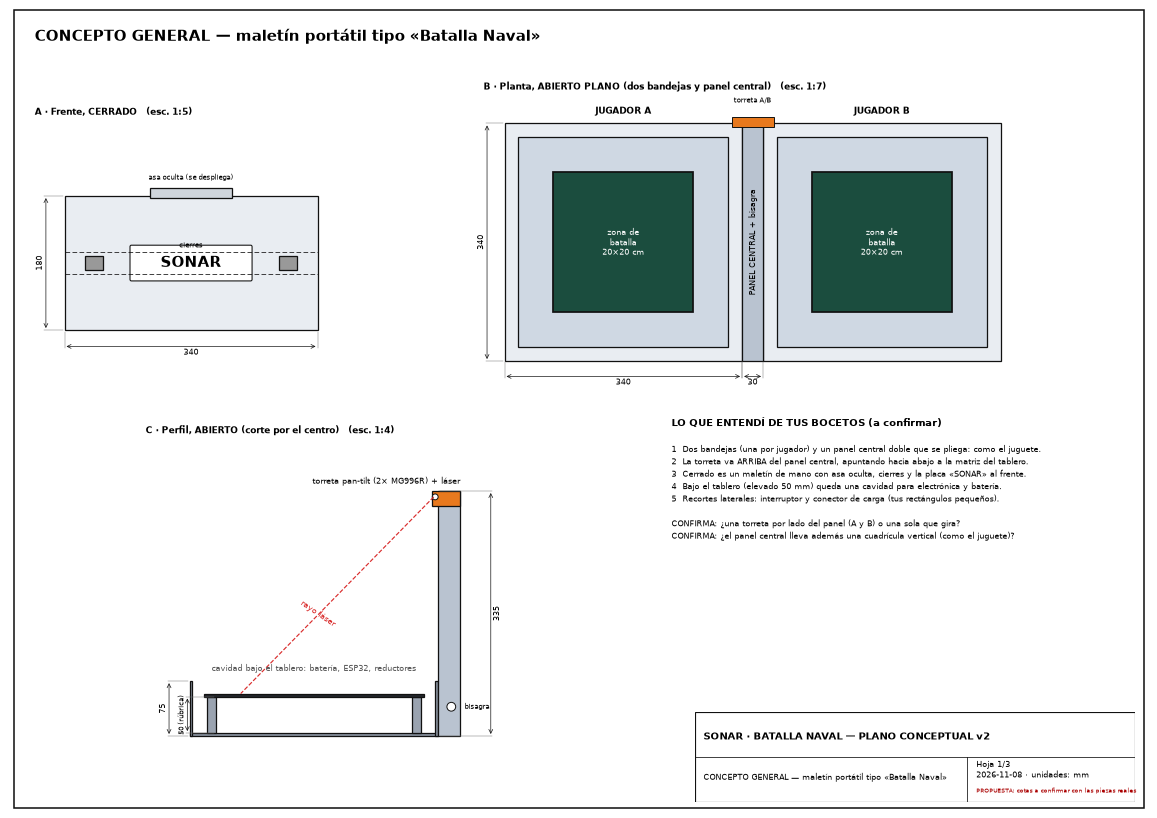 CONCEPTO GENERAL — maletín portátil tipo «Batalla Naval»
A · Frente, CERRADO (esc. 1:5)
asa oculta (se despliega)
cierres
SONAR
180
340
B · Planta, ABIERTO PLANO (dos bandejas y panel central) (esc. 1:7)
torreta A/B
JUGADOR A
JUGADOR B
zona de
batalla
20×20 cm
PANEL CENTRAL + bisagra
zona de
batalla
20×20 cm
340
340
30
C · Perfil, ABIERTO (corte por el centro) (esc. 1:4)
torreta pan-tilt (2× MG996R) + láser
rayo láser
335
cavidad bajo el tablero: batería, ESP32, reductores
75
50 (rúbrica)
bisagra
LO QUE ENTENDÍ DE TUS BOCETOS (a confirmar)
1 Dos bandejas (una por jugador) y un panel central doble que se pliega: como el juguete.
2 La torreta va ARRIBA del panel central, apuntando hacia abajo a la matriz del tablero.
3 Cerrado es un maletín de mano con asa oculta, cierres y la placa «SONAR» al frente.
4 Bajo el tablero (elevado 50 mm) queda una cavidad para electrónica y batería.
5 Recortes laterales: interruptor y conector de carga (tus rectángulos pequeños).
CONFIRMA: ¿una torreta por lado del panel (A y B) o una sola que gira?
CONFIRMA: ¿el panel central lleva además una cuadrícula vertical (como el juguete)?
SONAR · BATALLA NAVAL — PLANO CONCEPTUAL v2
CONCEPTO GENERAL — maletín portátil tipo «Batalla Naval»
Hoja 1/3
2026-11-08 · unidades: mm
PROPUESTA: cotas a confirmar con las piezas reales